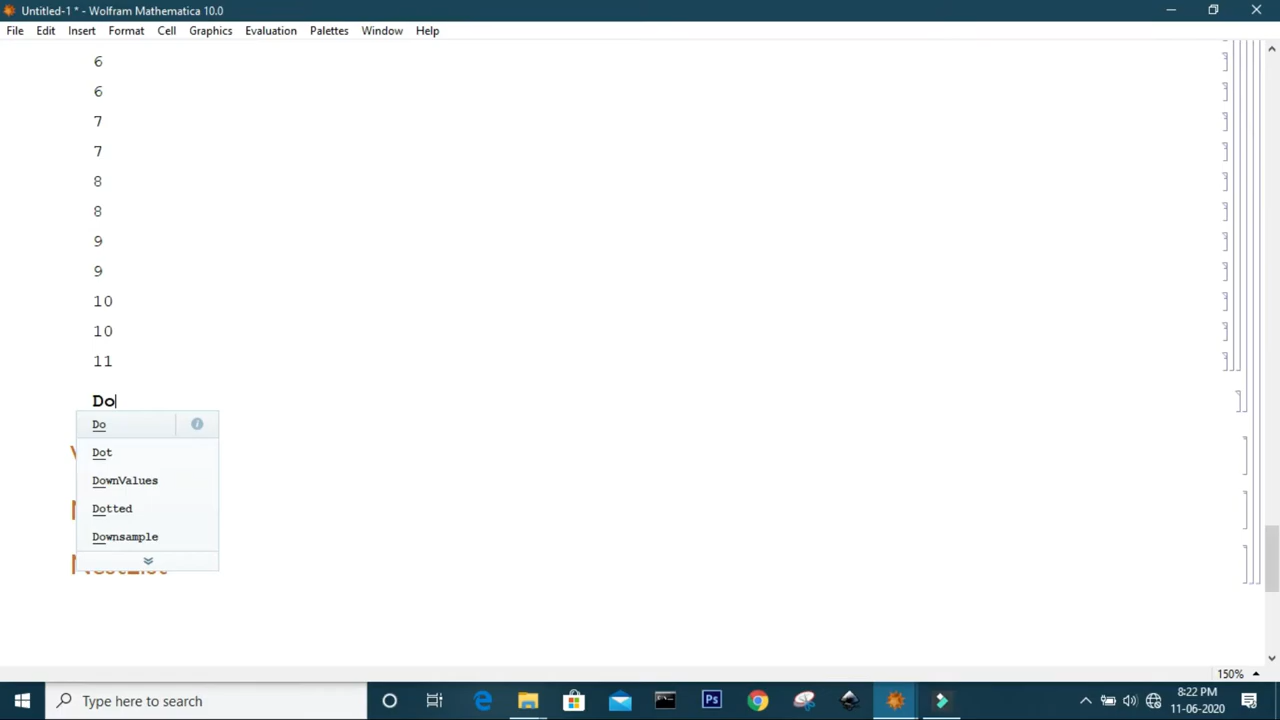 Untitled-1 * - Wolfram Mathematica 10.0
File Edit Insert Format Cell Graphics Evaluation Palettes Window Help
6
6
7
7
8
8
9
9
10
10
11
Do
Do
Dot
DownValues
Dotted
Downsample
150%
Type here to search
8:22 PM
11-06-2020